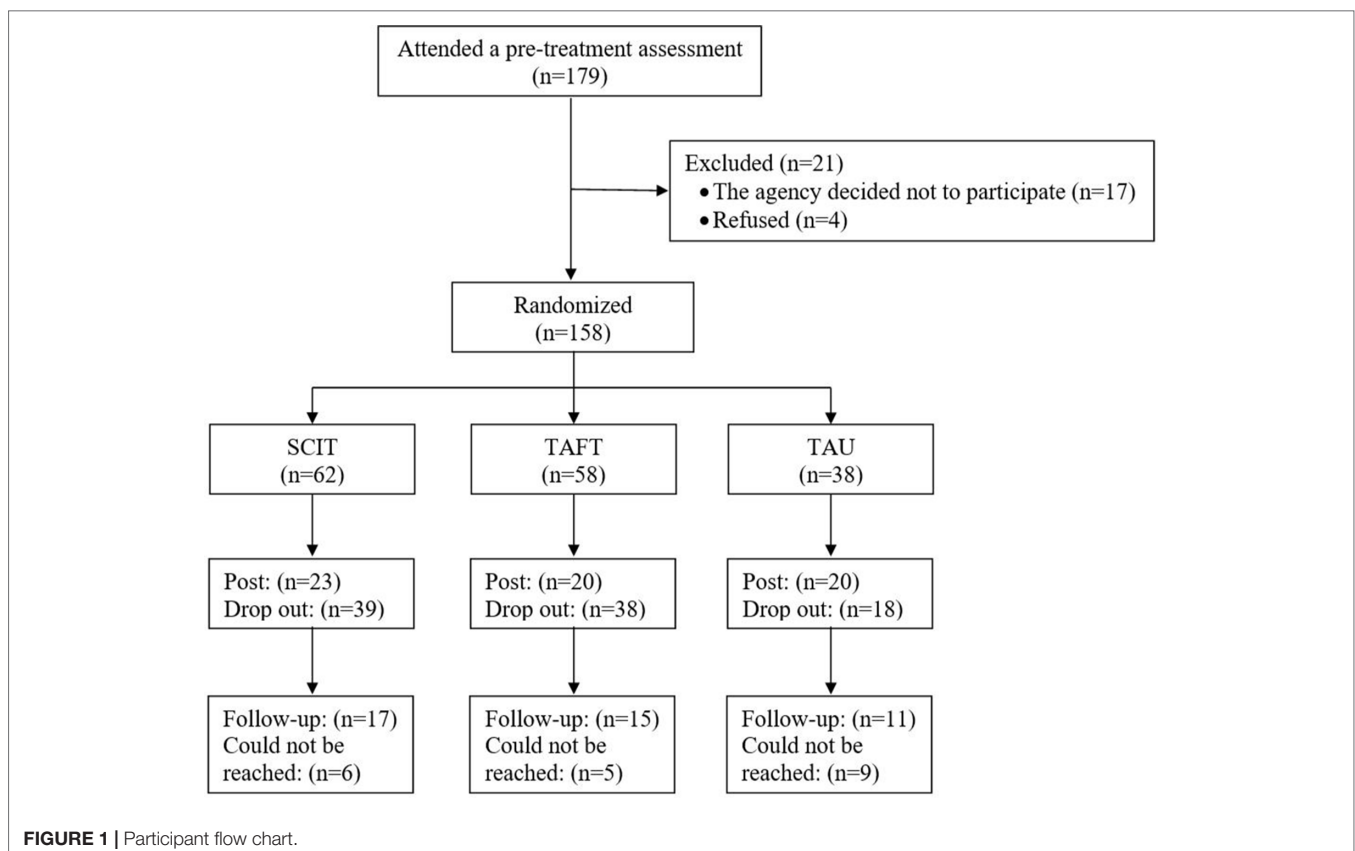 Attended a pre-treatment assessment
(n=179)
Excluded (n=21)
•The agency decided not to participate (n=17)
•Refused (n=4)
Randomized
(n=158)
SCIT
(n=62)
TAFT
(n=58)
TAU
(n=38)
Post: (n=23)
Drop out: (n=39)
Post: (n=20)
Drop out: (n=38)
Post: (n=20)
Drop out: (n=18)
Follow-up: (n=17)
Could not be
reached: (n=6)
Follow-up: (n=15)
Could not be
reached: (n=5)
Follow-up: (n=11)
Could not be
reached: (n=9)
FIGURE 1 | Participant flow chart.